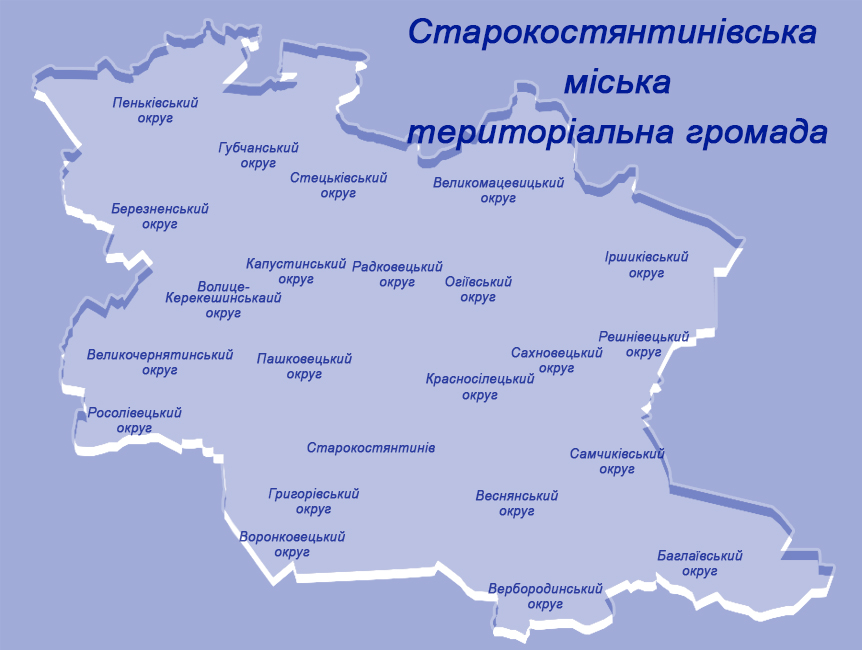 Старокостянтинівська
міська
територіальна громада
Пеньківський
округ
Губчанський
округ
Стецьківський
округ
Великомацевицький
округ
Березненський
округ
Іршиківський
округ
Капустинський
округ
Радковецький
округ
Огіївський
округ
Волице-
Керекешинськаий
округ
Решнівецький
округ
Сахновецький
округ
Великочернятинський
округ
Пашковецький
округ
Красносілецький
округ
Росолівецький
округ
Старокостянтинів
Самчиківський
округ
Григорівський
округ
Веснянський
округ
Воронковецький
округ
Баглаївський
округ
Вербородинський
округ